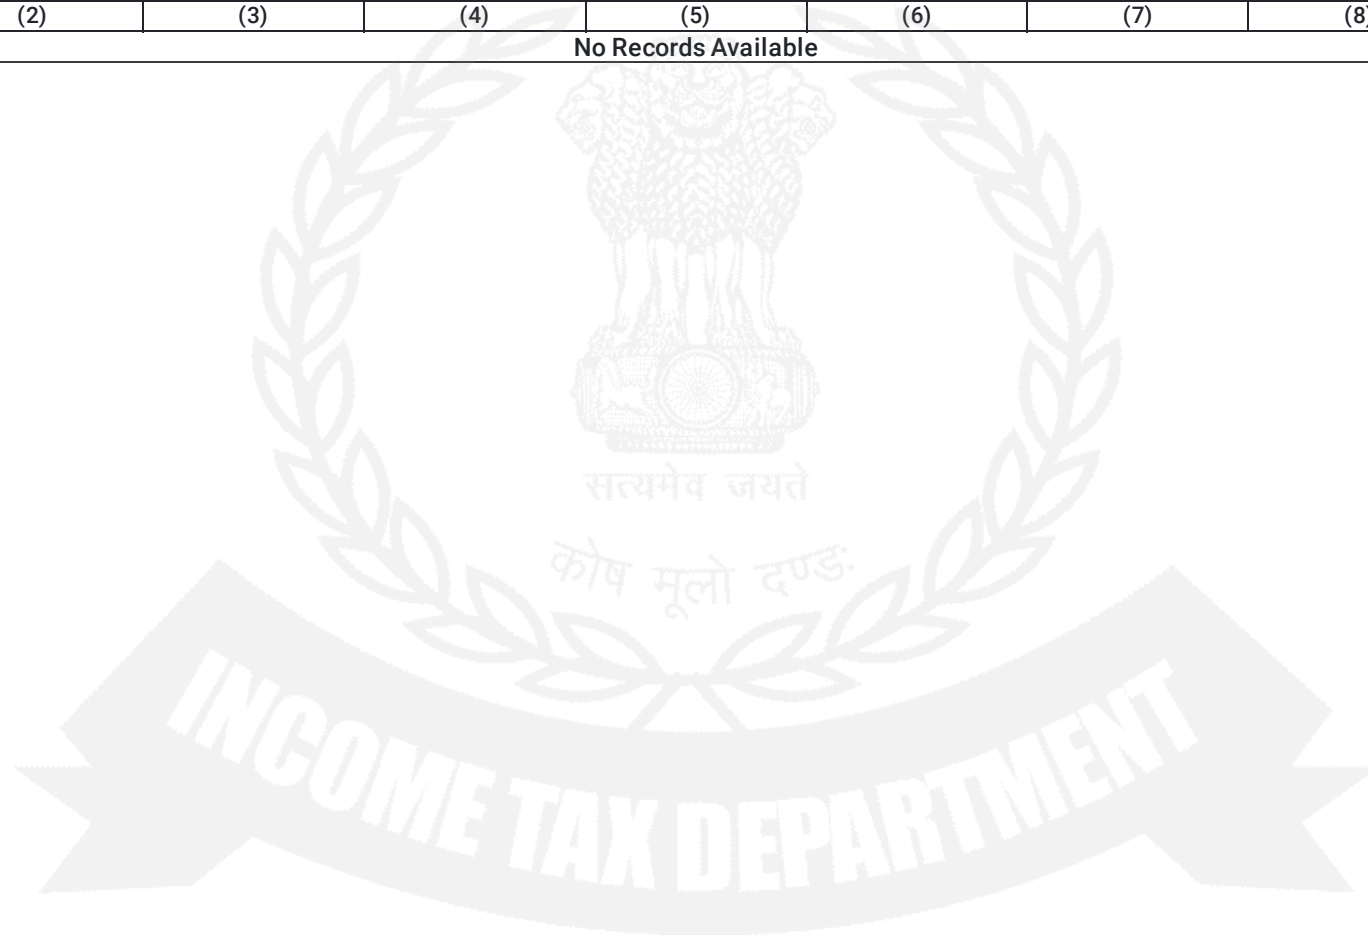 (2) (3) (4) (5) (6) (7) (8)
No Records Available
सत्यमेव जयते
कोष मूलो दण्डः
INCOME TAX DEPARTMENT